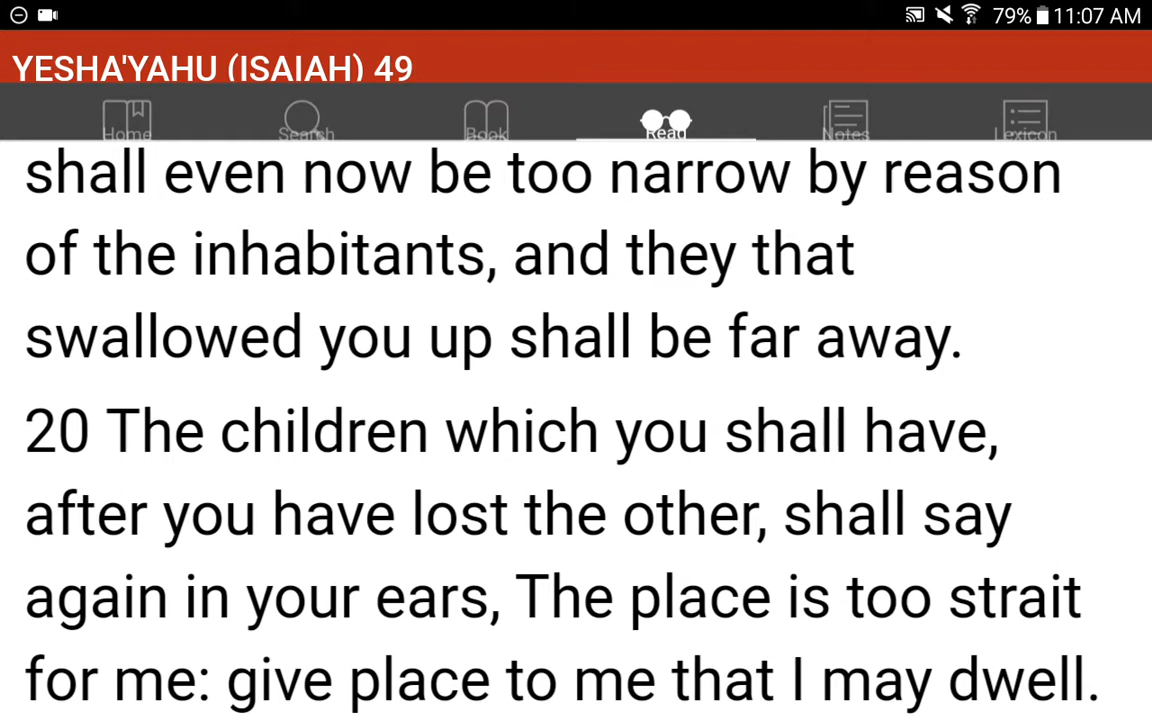 79% 11:07 AM
YESHA'YAHU (ISAIAH) 49
Home Search Book Read Notes Lexicon
shall even now be too narrow by reason
of the inhabitants, and they that
swallowed you up shall be far away.
20 The children which you shall have,
after you have lost the other, shall say
again in your ears, The place is too strait
for me: give place to me that I may dwell.